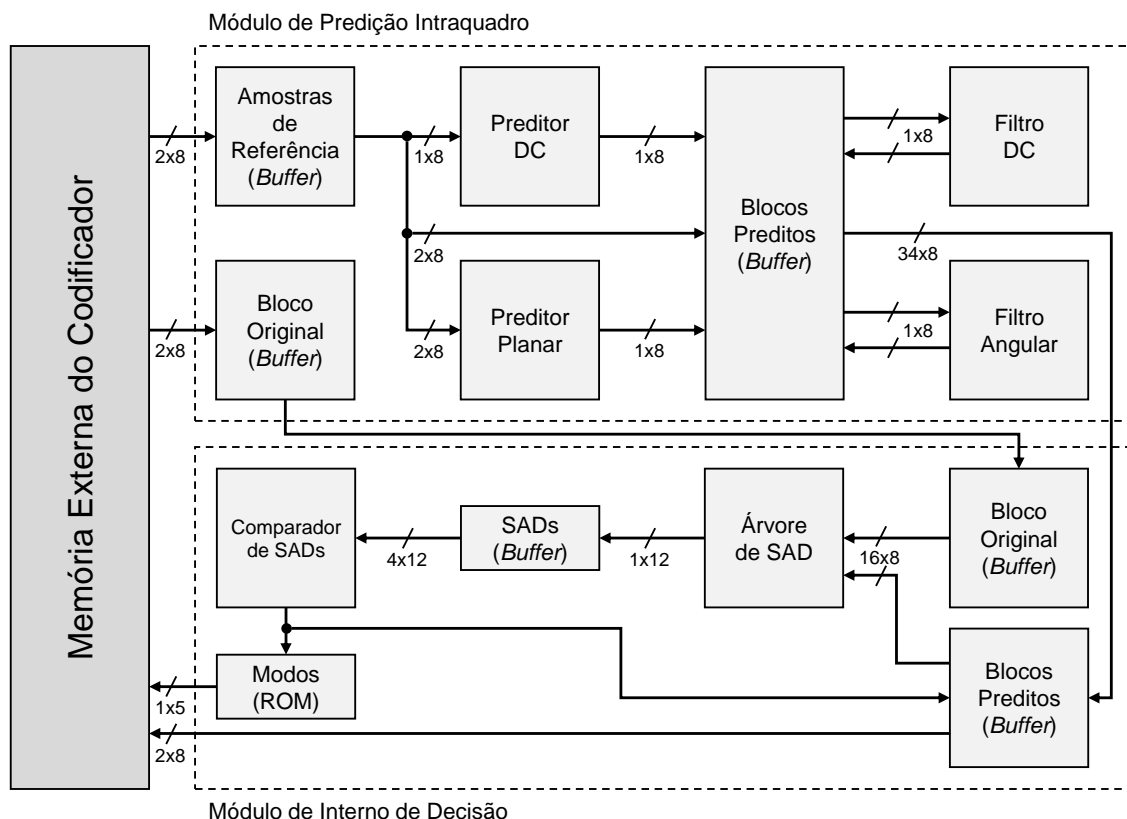 Módulo de Predição Intraquadro
Memória Externa do Codificador
Amostras
de
Referência
(Buffer)
Preditor
DC
Blocos
Preditos
(Buffer)
Filtro
DC
2x8
1x8
1x8
1x8
2x8
34x8
Bloco
Original
(Buffer)
Preditor
Planar
Filtro
Angular
2x8
2x8
1x8
1x8
Comparador
de SADs
SADs
(Buffer)
Árvore
de SAD
Bloco
Original
(Buffer)
4x12
1x12
16x8
Modos
(ROM)
Blocos
Preditos
(Buffer)
1x5
2x8
Módulo de Interno de Decisão